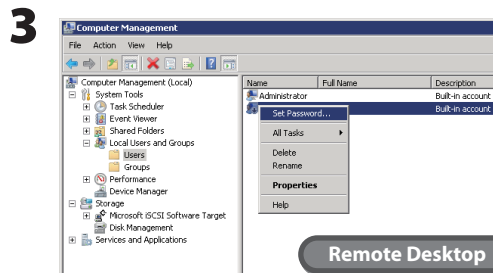 3
Computer Management
File Action View Help
Computer Management (Local)
System Tools
Task Scheduler
Event Viewer
Shared Folders
Local Users and Groups
Users
Groups
Performance
Device Manager
Storage
Microsoft iSCSI Software Target
Disk Management
Services and Applications
Name Full Name Description
Administrator Built-in account
Built-in account
Set Password...
All Tasks
Delete
Rename
Properties
Help
Remote Desktop